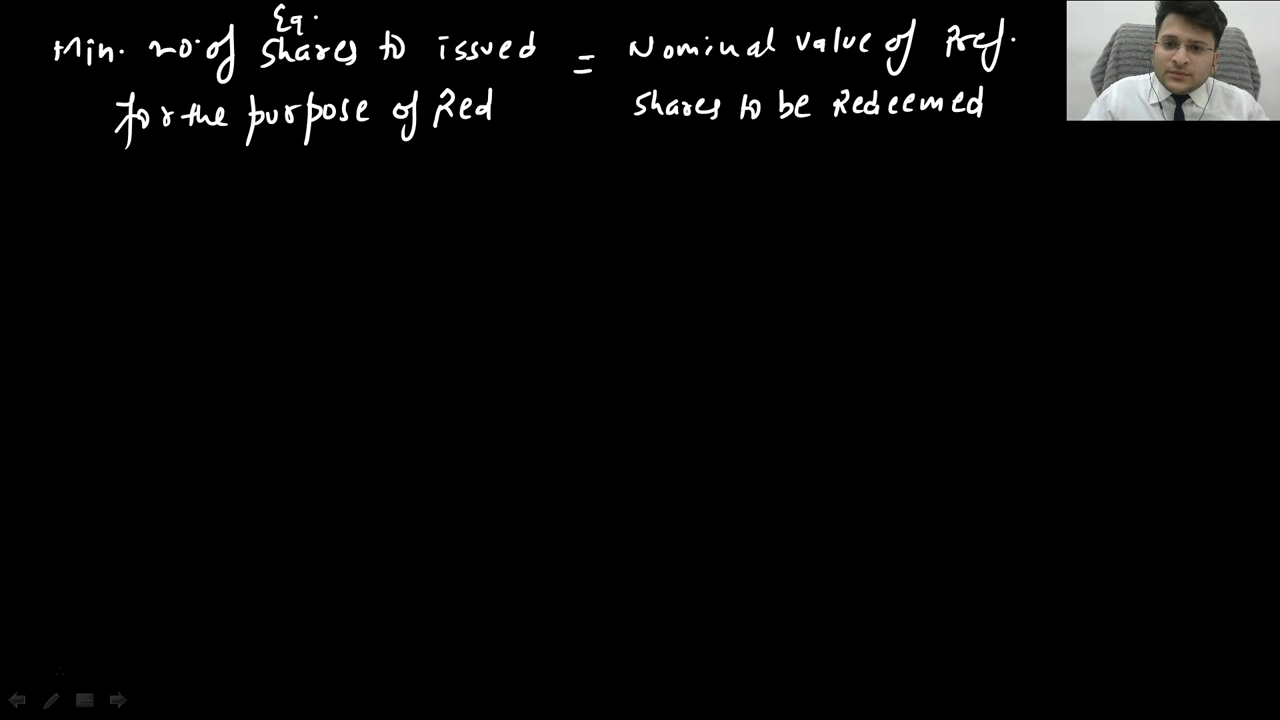 Min. no. of Eq. Shares to issued = Nominal value of Pref.
for the purpose of Red shares to be Redeemed